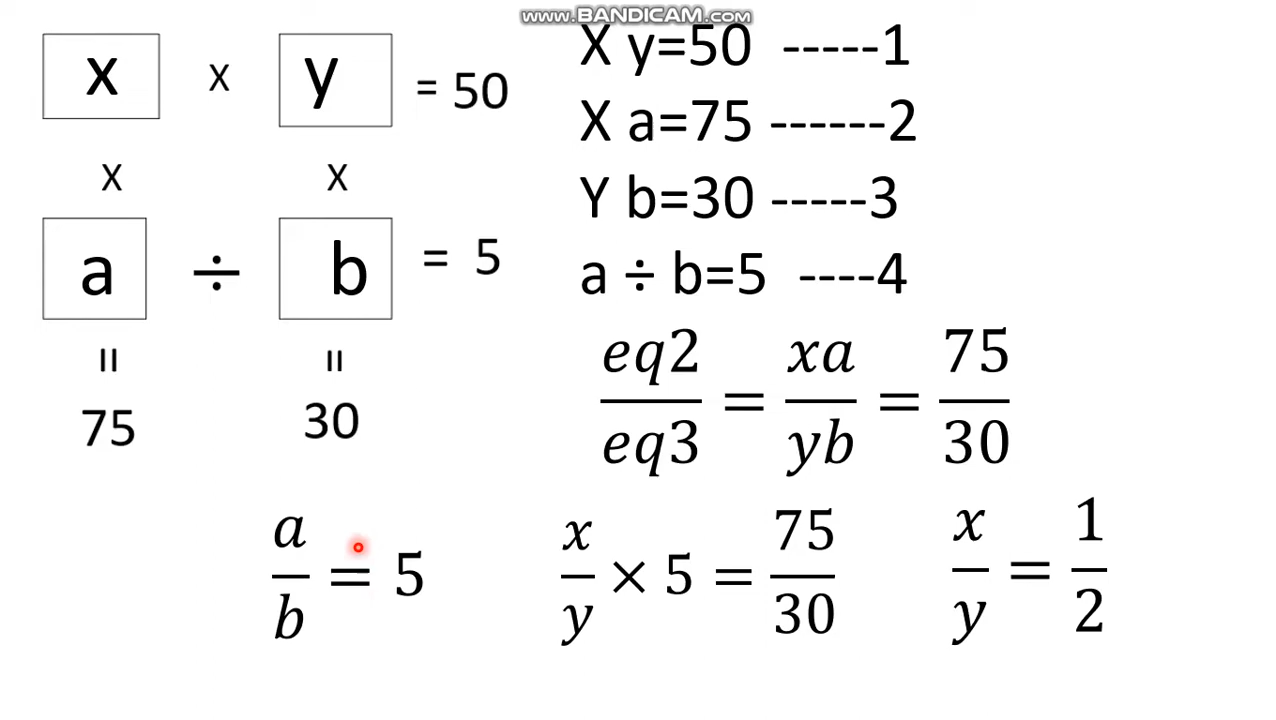 www.BANDICAM.com
x x y = 50
X X
a ÷ b = 5
= =
75 30
X y=50 -----1
X a=75 ------2
Y b=30 -----3
a ÷ b=5 ----4
eq2/eq3 = xa/yb = 75/30
a/b = 5
x/y × 5 = 75/30
x/y = 1/2